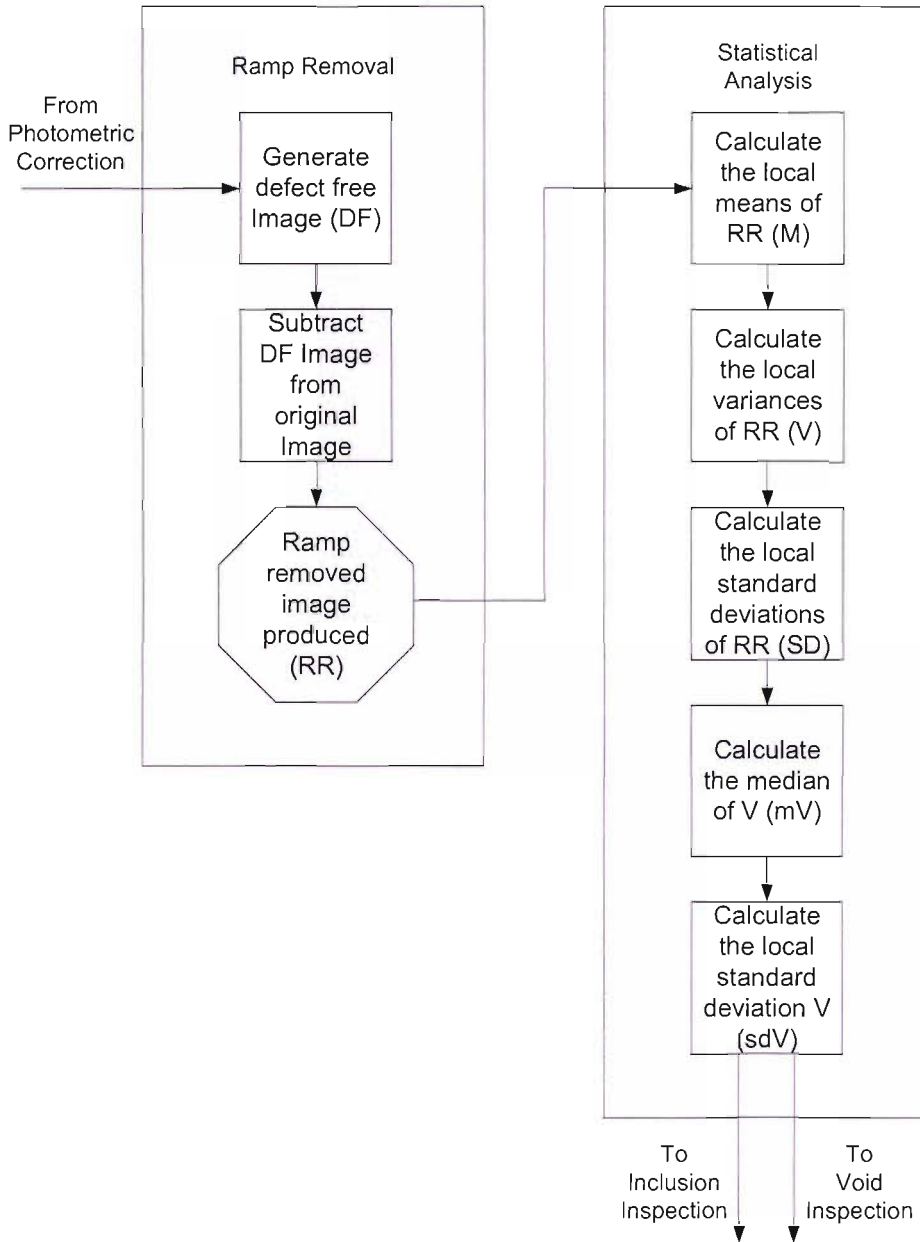 From
Photometric
Correction
Ramp Removal
Generate
defect free
Image (DF)
Subtract
DF Image
from
original
Image
Ramp
removed
image
produced
(RR)
Statistical
Analysis
Calculate
the local
means of
RR (M)
Calculate
the local
variances
of RR (V)
Calculate
the local
standard
deviations
of RR (SD)
Calculate
the median
of V (mV)
Calculate
the local
standard
deviation V
(sdV)
To
Inclusion
Inspection
To
Void
Inspection